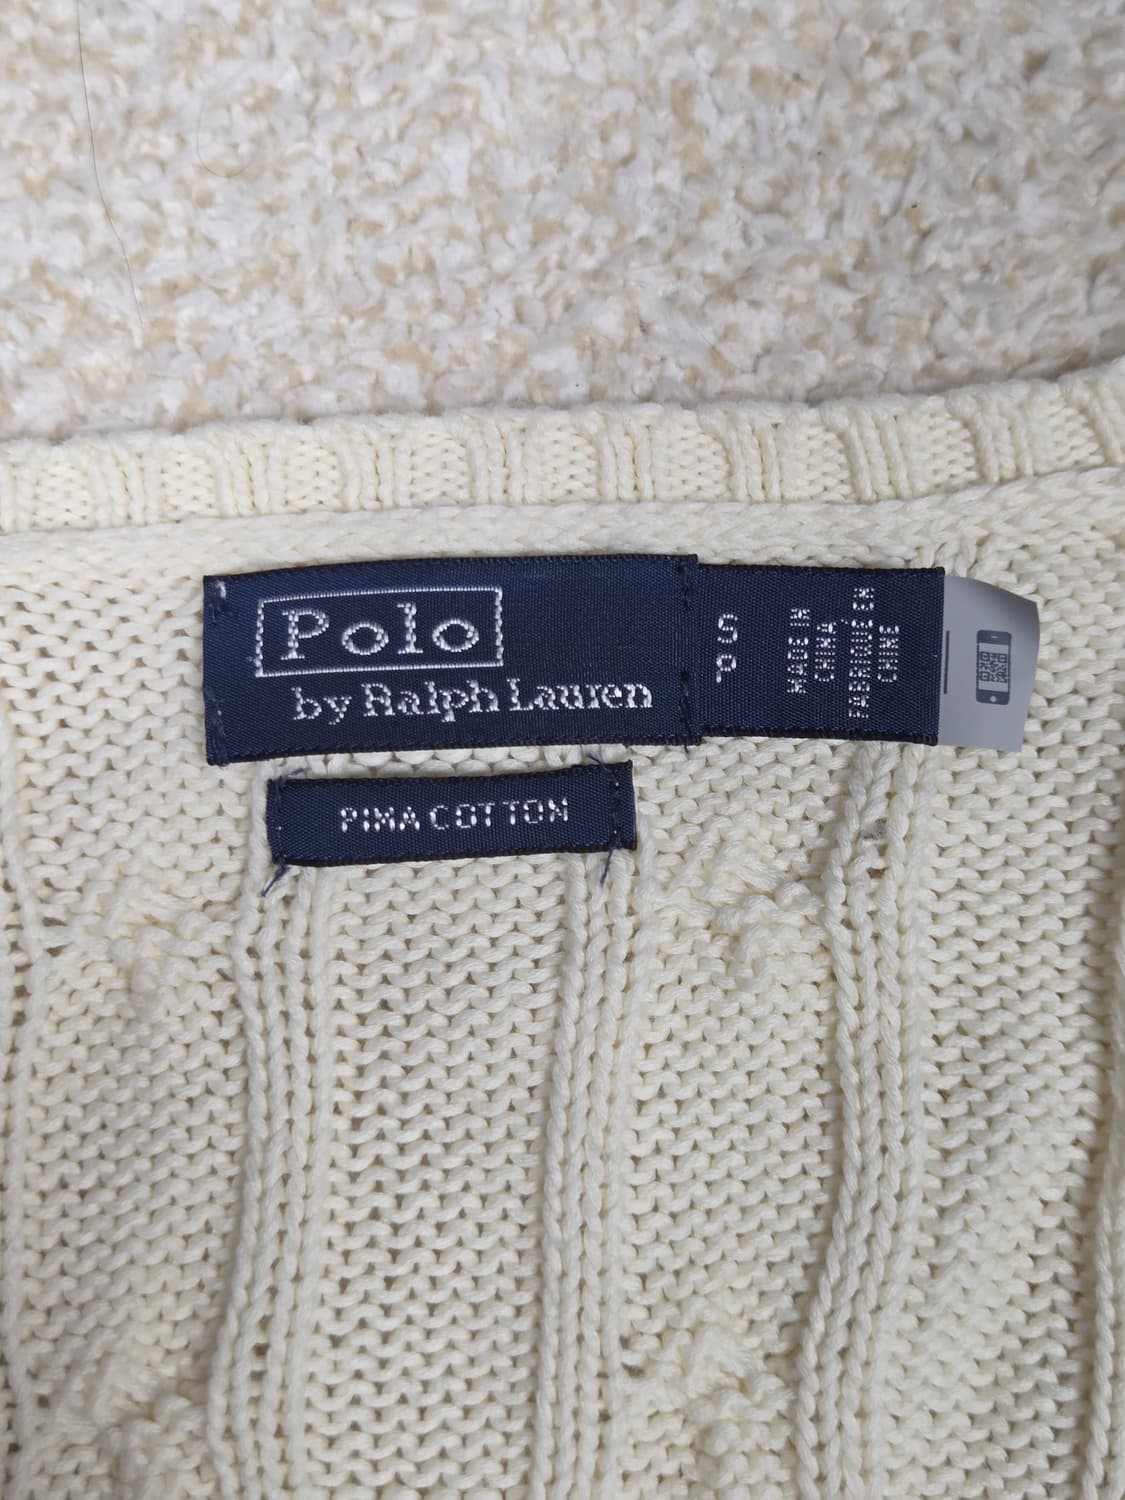 Polo
by Ralph Lauren
S
P
MADE IN
CHINA
FABRIQUÉ EN
CHINE
PIMA COTTON